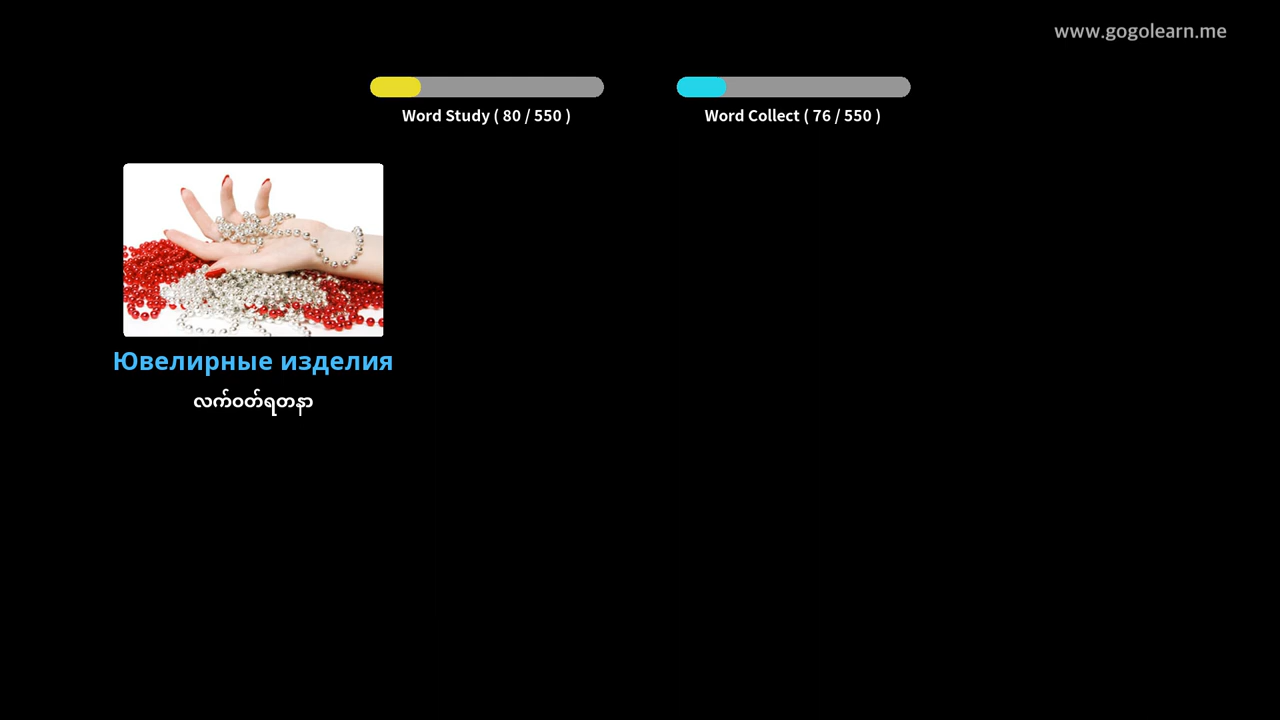 www.gogolearn.me
Word Study ( 80 / 550 )
Word Collect ( 76 / 550 )
Ювелирные изделия
လက်ဝတ်ရတနာ